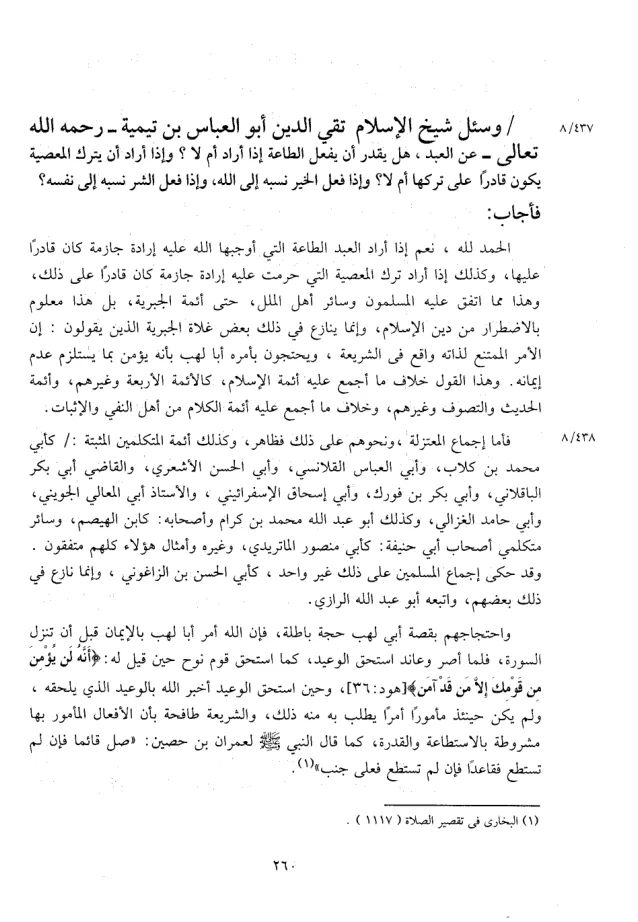 ٨/٤٣٧ / وسئل شيخ الإسلام تقي الدين أبو العباس بن تيمية ـ رحمه الله
تعالى ـ عن العبد ، هل يقدر أن يفعل الطاعة إذا أراد أم لا ؟ وإذا أراد أن يترك المعصية
يكون قادرًا على تركها أم لا؟ وإذا فعل الخير نسبه إلى الله، وإذا فعل الشر نسبه إلى نفسه؟
فأجاب:
الحمد لله ، نعم إذا أراد العبد الطاعة التي أوجبها الله عليه إرادة جازمة كان قادرًا
عليها، وكذلك إذا أراد ترك المعصية التي حرمت عليه إرادة جازمة كان قادرًا على ذلك،
وهذا مما اتفق عليه المسلمون وسائر أهل الملل، حتى أئمة الجبرية، بل هذا معلوم
بالاضطرار من دين الإسلام، وإنما ينازع في ذلك بعض غلاة الجبرية الذين يقولون : إن
الأمر الممتنع لذاته واقع فى الشريعة ، ويحتجون بأمره أبا لهب بأنه يؤمن بما يستلزم عدم
إيمانه. وهذا القول خلاف ما أجمع عليه أئمة الإسلام، كالأئمة الأربعة وغيرهم، وأئمة
الحديث والتصوف وغيرهم، وخلاف ما أجمع عليه أئمة الكلام من أهل النفي والإثبات.
٨/٤٣٨ فأما إجماع المعتزلة ،ونحوهم على ذلك فظاهر، وكذلك أئمة المتكلمين المثبتة :/ كأبي
محمد بن كلاب، وأبي العباس القلانسي، وأبي الحسن الأشعري، والقاضي أبي بكر
الباقلاني، وأبي بكر بن فورك، وأبي إسحاق الإسفرائيني ، والأستاذ أبي المعالي الجويني،
وأبي حامد الغزالي، وكذلك أبو عبد الله محمد بن كرام وأصحابه: كابن الهيصم، وسائر
متكلمي أصحاب أبي حنيفة: كأبي منصور الماتريدي، وغيره وأمثال هؤلاء كلهم متفقون .
وقد حكى إجماع المسلمين على ذلك غير واحد ، كأبي الحسن بن الزاغوني ، وإنما نازع في
ذلك بعضهم، واتبعه أبو عبد الله الرازي.
واحتجاجهم بقصة أبي لهب حجة باطلة، فإن الله أمر أبا لهب بالإيمان قبل أن تنزل
السورة، فلما أصر وعاند استحق الوعيد، كما استحق قوم نوح حين قيل له: ﴿أَنَّهُ لَن يُؤْمِنَ
مِن قَوْمِكَ إِلاَّ مَن قَدْ آمَنَ﴾[هود:٣٦]، وحين استحق الوعيد أخبر الله بالوعيد الذي يلحقه ،
ولم يكن حينئذ مأمورًا أمرًا يطلب به منه ذلك، والشريعة طافحة بأن الأفعال المأمور بها
مشروطة بالاستطاعة والقدرة، كما قال النبي ﷺ لعمران بن حصين: «صل قائما فإن لم
تستطع فقاعدًا فإن لم تستطع فعلى جنب»(١).
(١) البخارى فى تقصير الصلاة ( ١١١٧ ) .
٢٦٠